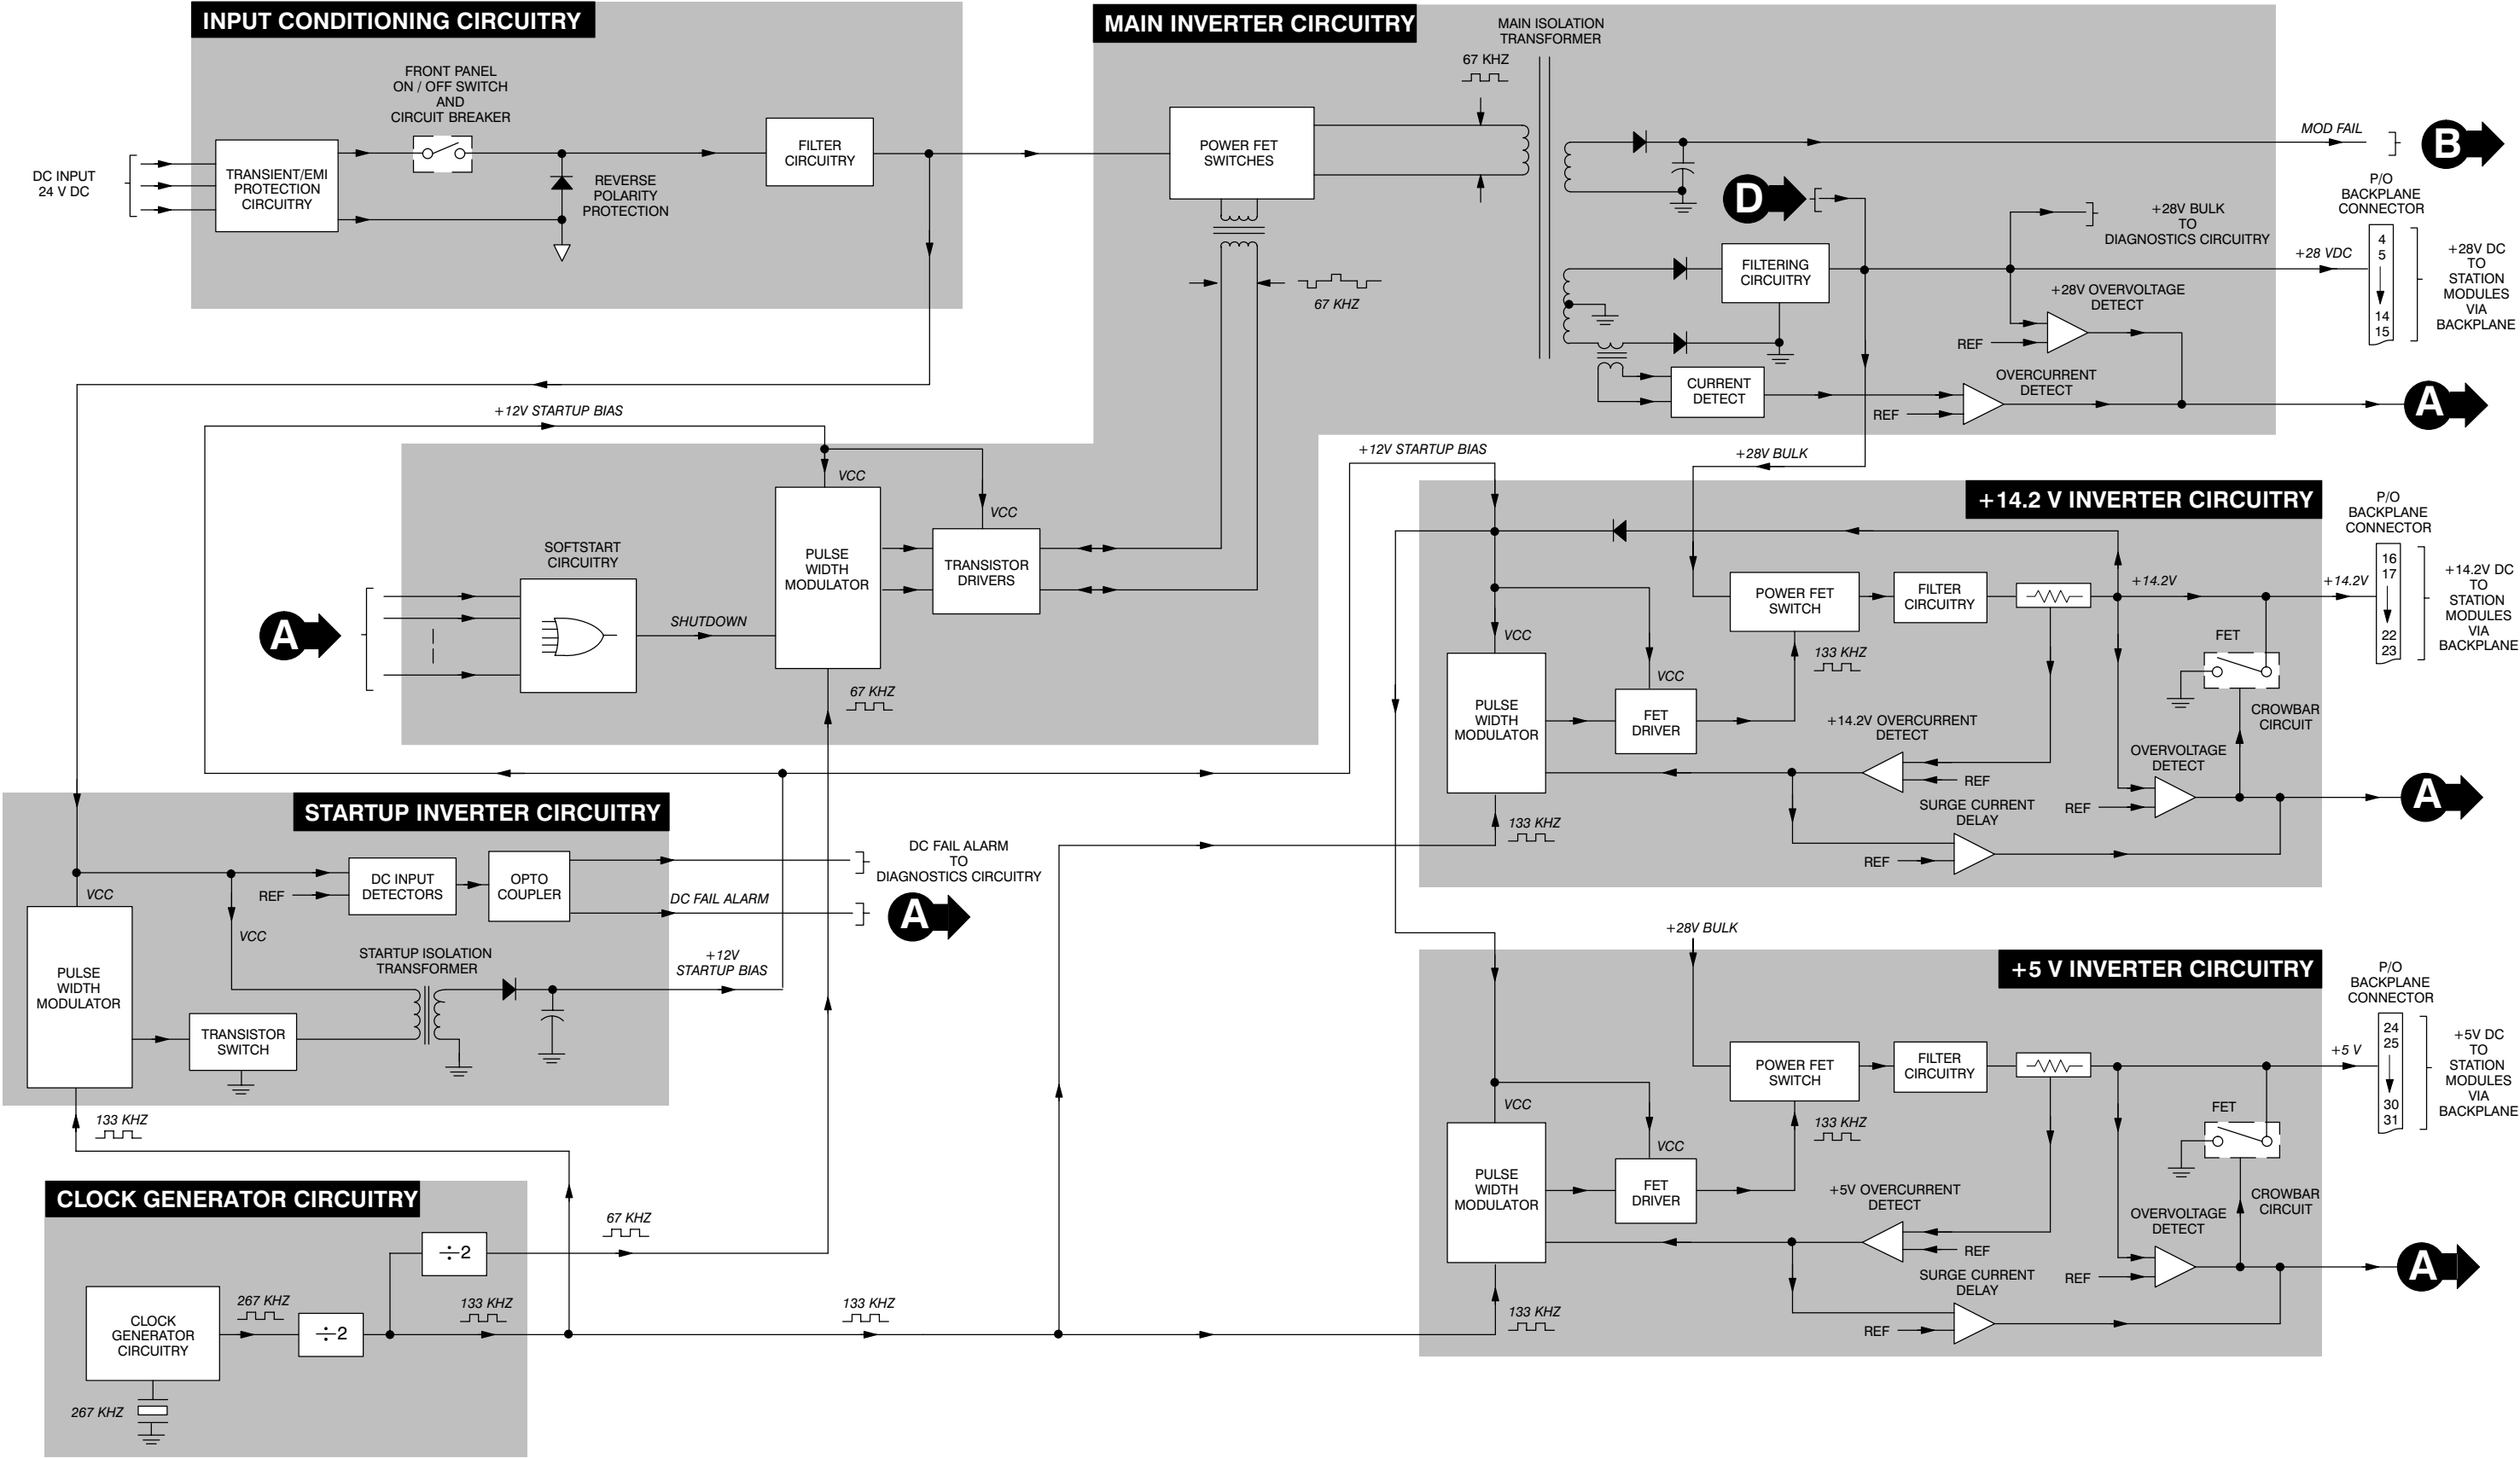 INPUT CONDITIONING CIRCUITRY
FRONT PANEL
ON / OFF SWITCH
AND
CIRCUIT BREAKER
DC INPUT
24 V DC
TRANSIENT/EMI
PROTECTION
CIRCUITRY
REVERSE
POLARITY
PROTECTION
FILTER
CIRCUITRY
MAIN INVERTER CIRCUITRY
MAIN ISOLATION
TRANSFORMER
67 KHZ
POWER FET
SWITCHES
67 KHZ
MOD FAIL
B
D
P/O
BACKPLANE
CONNECTOR
+28V BULK
TO
DIAGNOSTICS CIRCUITRY
FILTERING
CIRCUITRY
+28 VDC
4
5
14
15
+28V DC
TO
STATION
MODULES
VIA
BACKPLANE
+28V OVERVOLTAGE
DETECT
REF
CURRENT
DETECT
OVERCURRENT
DETECT
REF
A
+12V STARTUP BIAS
VCC
VCC
SOFTSTART
CIRCUITRY
PULSE
WIDTH
MODULATOR
TRANSISTOR
DRIVERS
A
SHUTDOWN
67 KHZ
+12V STARTUP BIAS
+28V BULK
+14.2 V INVERTER CIRCUITRY
P/O
BACKPLANE
CONNECTOR
POWER FET
SWITCH
FILTER
CIRCUITRY
+14.2V
+14.2V
16
17
22
23
+14.2V DC
TO
STATION
MODULES
VIA
BACKPLANE
VCC
133 KHZ
FET
VCC
PULSE
WIDTH
MODULATOR
FET
DRIVER
+14.2V OVERCURRENT
DETECT
CROWBAR
CIRCUIT
OVERVOLTAGE
DETECT
REF
SURGE CURRENT
DELAY
REF
A
133 KHZ
REF
STARTUP INVERTER CIRCUITRY
VCC
REF
DC INPUT
DETECTORS
OPTO
COUPLER
DC FAIL ALARM
TO
DIAGNOSTICS CIRCUITRY
DC FAIL ALARM
A
VCC
STARTUP ISOLATION
TRANSFORMER
+12V
STARTUP BIAS
PULSE
WIDTH
MODULATOR
TRANSISTOR
SWITCH
133 KHZ
+28V BULK
+5 V INVERTER CIRCUITRY
P/O
BACKPLANE
CONNECTOR
POWER FET
SWITCH
FILTER
CIRCUITRY
+5 V
24
25
30
31
+5V DC
TO
STATION
MODULES
VIA
BACKPLANE
VCC
133 KHZ
FET
VCC
PULSE
WIDTH
MODULATOR
FET
DRIVER
+5V OVERCURRENT
DETECT
CROWBAR
CIRCUIT
OVERVOLTAGE
DETECT
REF
SURGE CURRENT
DELAY
REF
A
133 KHZ
REF
CLOCK GENERATOR CIRCUITRY
÷2
67 KHZ
CLOCK
GENERATOR
CIRCUITRY
267 KHZ
÷2
133 KHZ
133 KHZ
267 KHZ